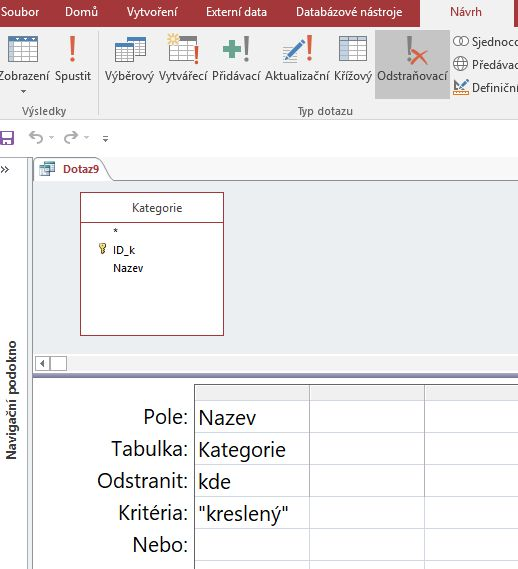 Soubor Domů Vytvoření Externí data Databázové nástroje Návrh
Zobrazení Spustit Výběrový Vytvářecí Přidávací Aktualizační Křížový Odstraňovací
Sjednoco
Předávac
Definiční
Výsledky Typ dotazu
Dotaz9
Kategorie
*
ID_k
Nazev
Navigační podokno
Pole: Nazev
Tabulka: Kategorie
Odstranit: kde
Kritéria: "kreslený"
Nebo: